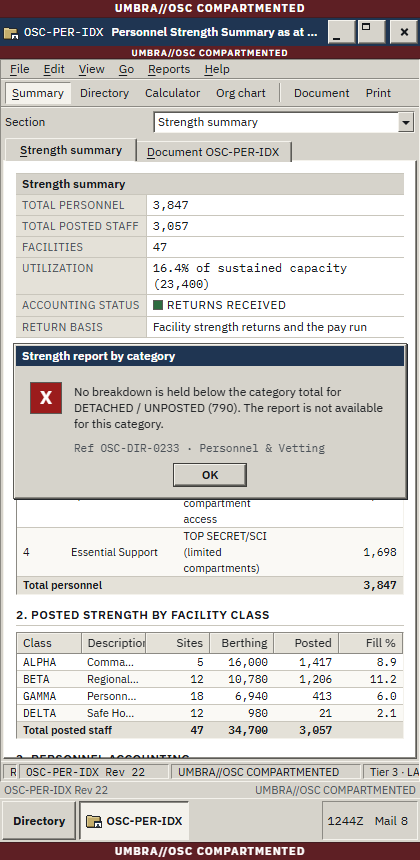 UMBRA//OSC COMPARTMENTED
OSC-PER-IDX Personnel Strength Summary as at ...
UMBRA//OSC COMPARTMENTED
File Edit View Go Reports Help
Summary Directory Calculator Org chart Document Print
Section Strength summary
Strength summary Document OSC-PER-IDX
Strength summary
TOTAL PERSONNEL 3,847
TOTAL POSTED STAFF 3,057
FACILITIES 47
UTILIZATION 16.4% of sustained capacity
(23,400)
ACCOUNTING STATUS RETURNS RECEIVED
RETURN BASIS Facility strength returns and the pay run
Strength report by category
X
No breakdown is held below the category total for
DETACHED / UNPOSTED (790). The report is not available
for this category.
Ref OSC-DIR-0233 · Personnel & Vetting
OK
compartment
access
4 Essential Support TOP SECRET/SCI
(limited
compartments) 1,698
Total personnel 3,847
2. POSTED STRENGTH BY FACILITY CLASS
Class Description Sites Berthing Posted Fill %
ALPHA Comma... 5 16,000 1,417 8.9
BETA Regional... 12 10,780 1,206 11.2
GAMMA Personn... 18 6,940 413 6.0
DELTA Safe Ho... 12 980 21 2.1
Total posted staff 47 34,700 3,057
R OSC-PER-IDX Rev 22 UMBRA//OSC COMPARTMENTED Tier 3 · LA
OSC-PER-IDX Rev 22 UMBRA//OSC COMPARTMENTED
Directory OSC-PER-IDX 1244Z Mail 8
UMBRA//OSC COMPARTMENTED